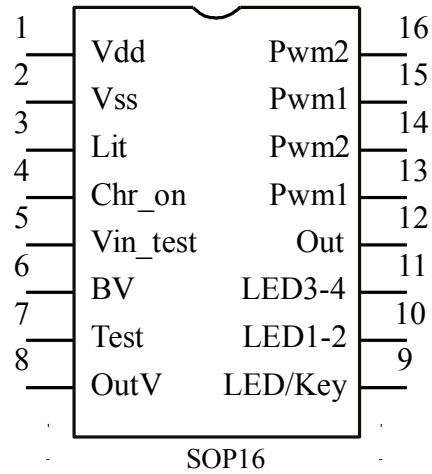 1 Vdd Pwm2 16
2 Vss Pwm1 15
3 Lit Pwm2 14
4 Chr_on Pwm1 13
5 Vin_test Out 12
6 BV LED3-4 11
7 Test LED1-2 10
8 OutV LED/Key 9
SOP16